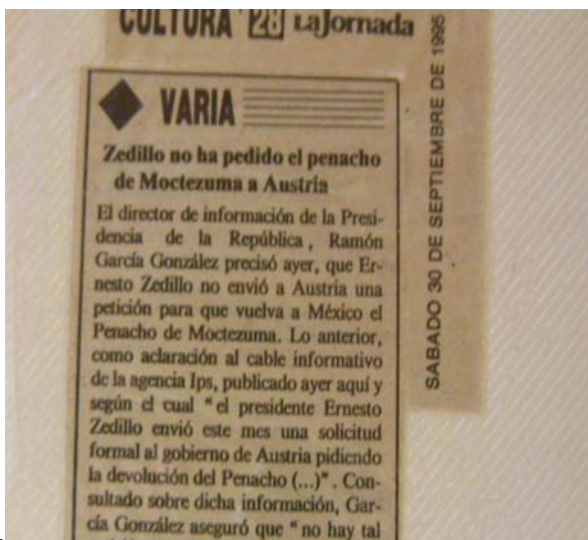 CULTURA 28 La Jornada
SABADO 30 DE SEPTIEMBRE DE 1995
VARIA
Zedillo no ha pedido el penacho
de Moctezuma a Austria
El director de información de la Presi-
dencia de la República, Ramón
García González precisó ayer, que Er-
nesto Zedillo no envió a Austria una
petición para que vuelva a México el
Penacho de Moctezuma. Lo anterior,
como aclaración al cable informativo
de la agencia Ips, publicado ayer aquí y
según el cual "el presidente Ernesto
Zedillo envió este mes una solicitud
formal al gobierno de Austria pidiendo
la devolución del Penacho (...)". Con-
sultado sobre dicha información, Gar-
cía González aseguró que "no hay tal